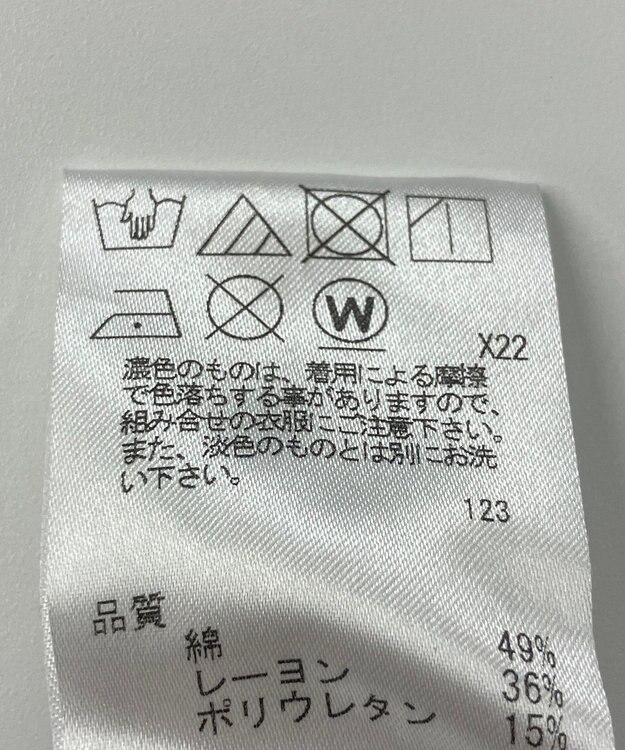 W
X22
濃色のものは、着用による摩擦
で色落ちする事がありますので、
組み合せの衣服にご注意下さい。
また、淡色のものとは別にお洗
い下さい。
123
品質
綿 49%
レーヨン 36%
ポリウレタン 15%